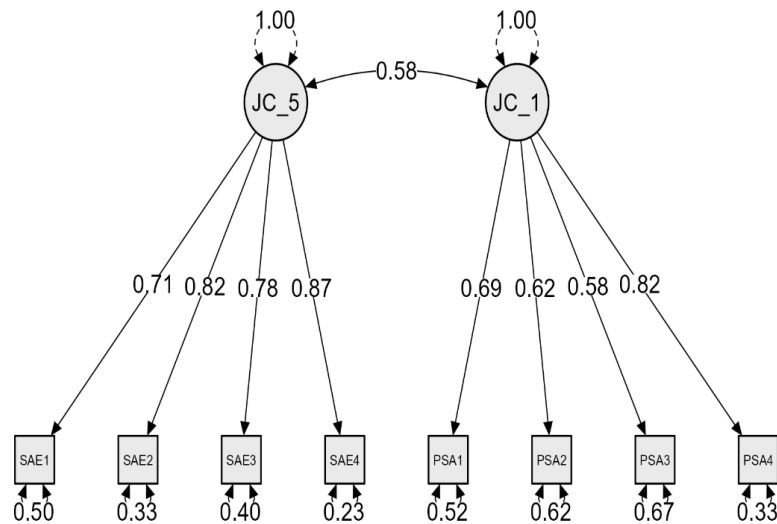 1.00 1.00
0.58
JC_5 JC_1
0.71 0.82 0.78 0.87 0.69 0.62 0.58 0.82
SAE1 SAE2 SAE3 SAE4 PSA1 PSA2 PSA3 PSA4
0.50 0.33 0.40 0.23 0.52 0.62 0.67 0.33